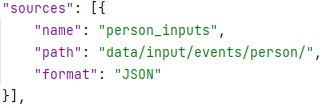 "sources": [{
    "name": "person_inputs",
    "path": "data/input/events/person/",
    "format": "JSON"
}],